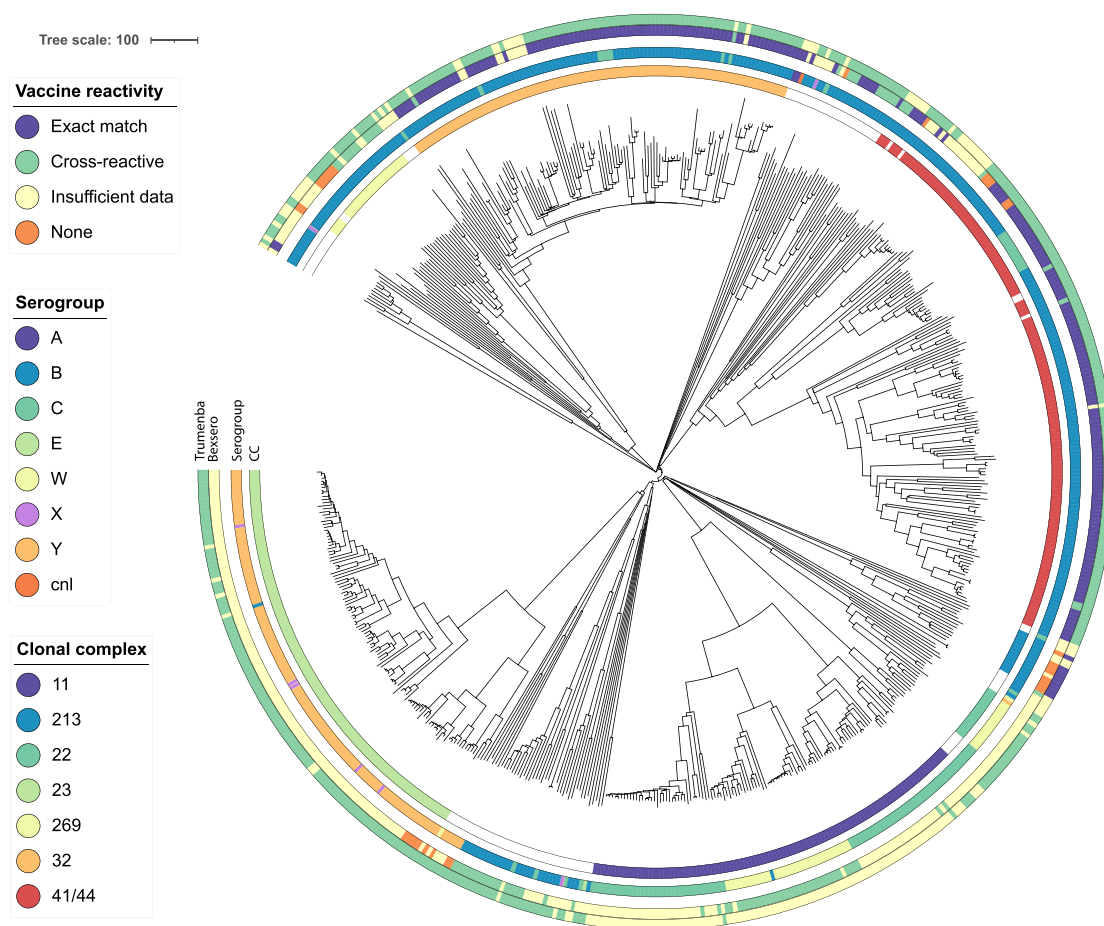 Tree scale: 100
Vaccine reactivity
Exact match
Cross-reactive
Insufficient data
None
Serogroup
A
B
C
E
W
X
Y
cnl
Clonal complex
11
213
22
23
269
32
41/44
Trumenba
Bexsero
Serogroup
CC